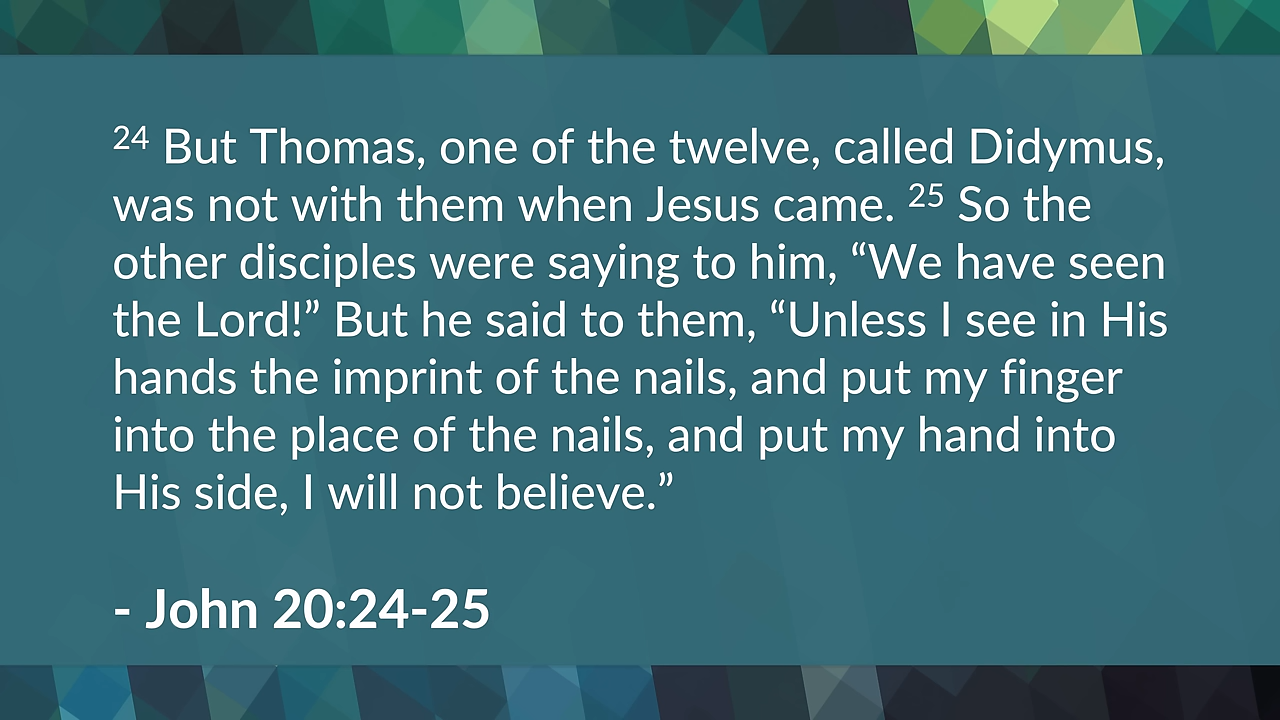 24 But Thomas, one of the twelve, called Didymus,
was not with them when Jesus came. 25 So the
other disciples were saying to him, “We have seen
the Lord!” But he said to them, “Unless I see in His
hands the imprint of the nails, and put my finger
into the place of the nails, and put my hand into
His side, I will not believe.”
- John 20:24-25